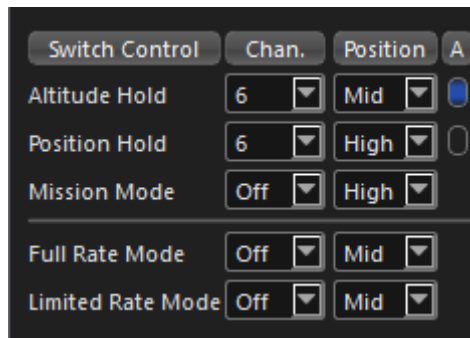 Switch Control Chan. Position A
Altitude Hold 6 Mid
Position Hold 6 High
Mission Mode Off High
Full Rate Mode Off Mid
Limited Rate Mode Off Mid